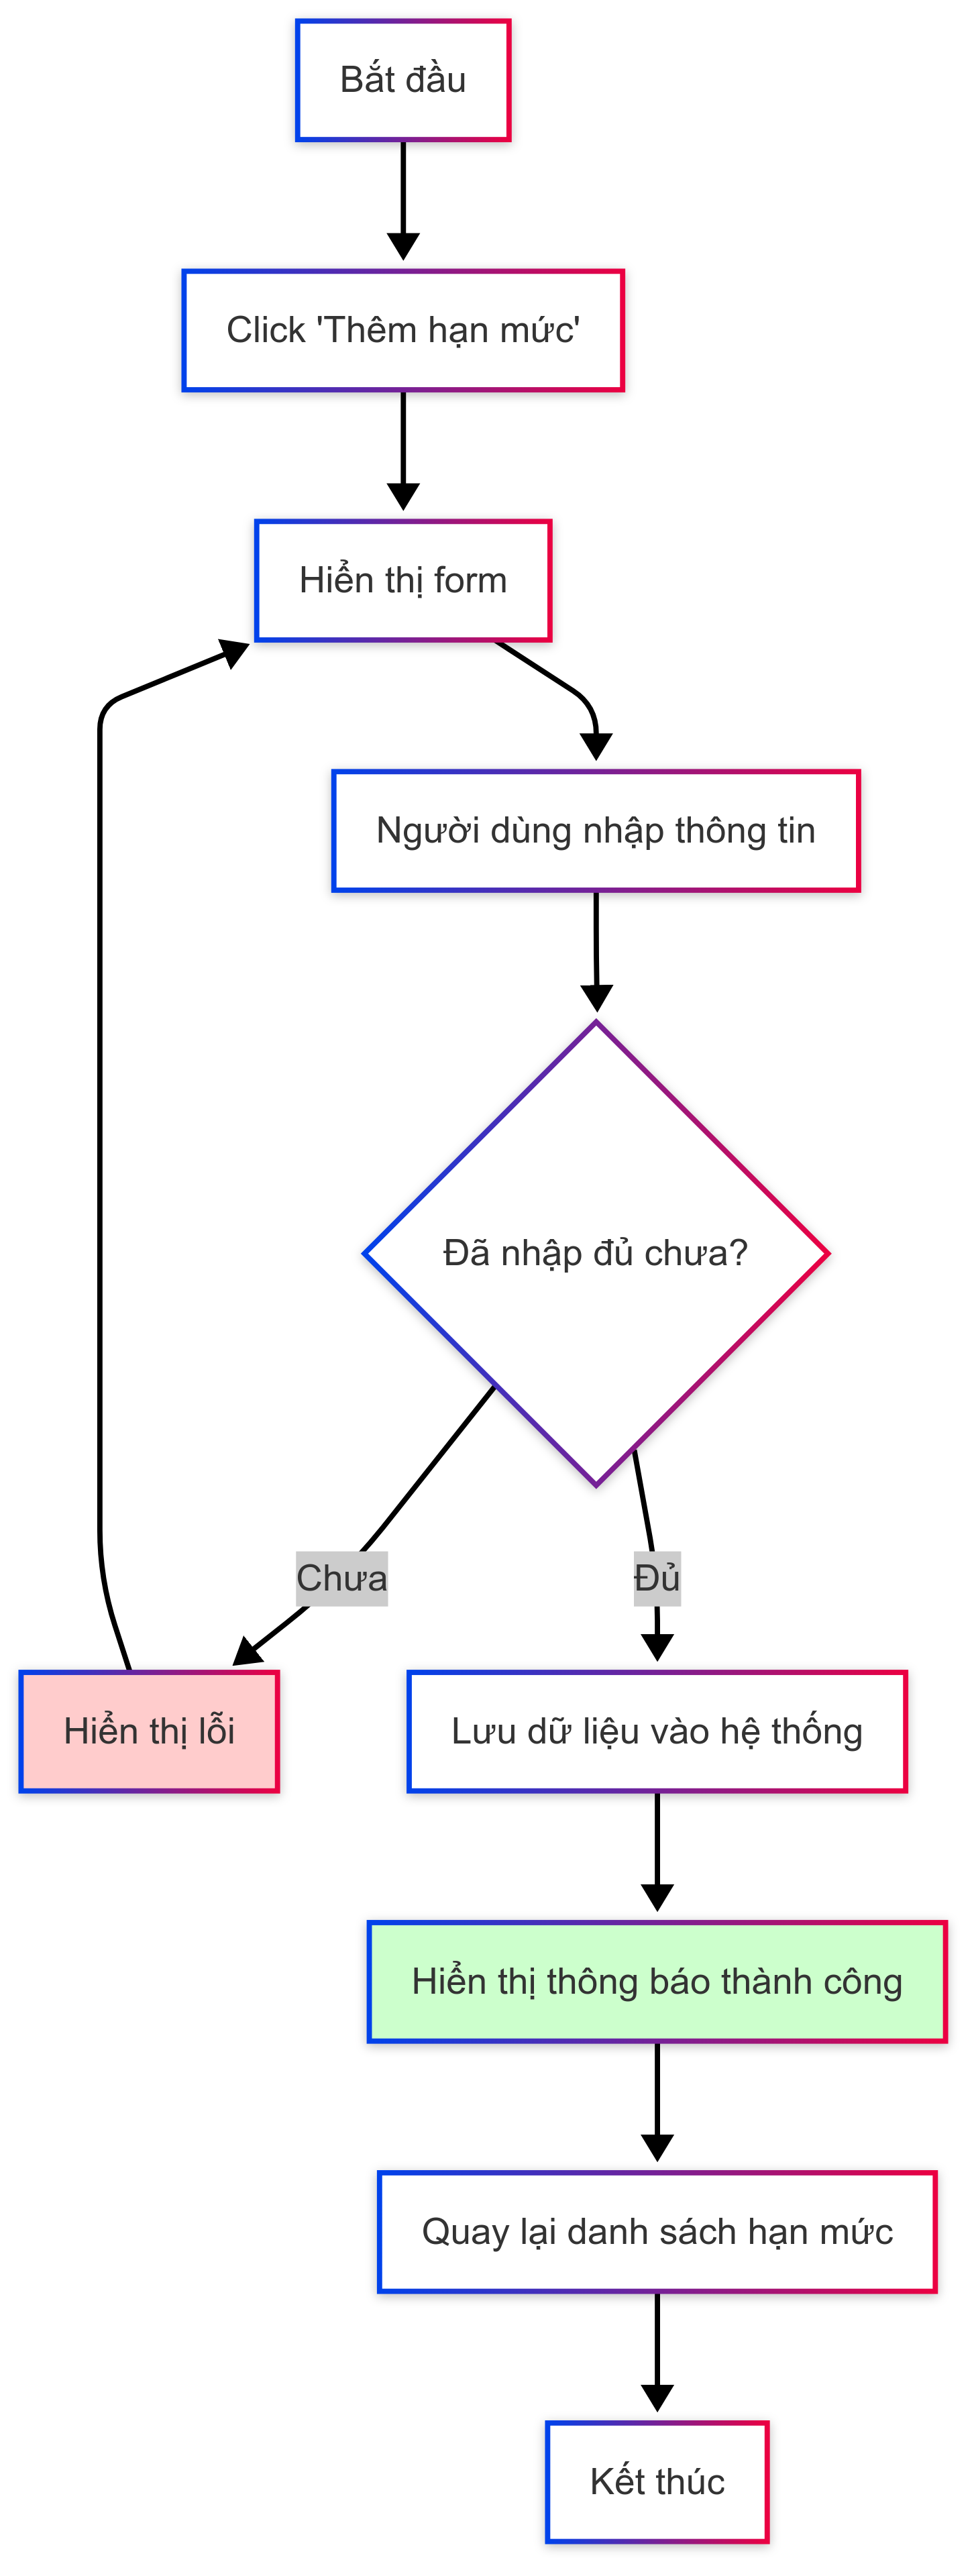 Bắt đầu
Click 'Thêm hạn mức'
Hiển thị form
Người dùng nhập thông tin
Đã nhập đủ chưa?
Chưa
Đủ
Hiển thị lỗi
Lưu dữ liệu vào hệ thống
Hiển thị thông báo thành công
Quay lại danh sách hạn mức
Kết thúc